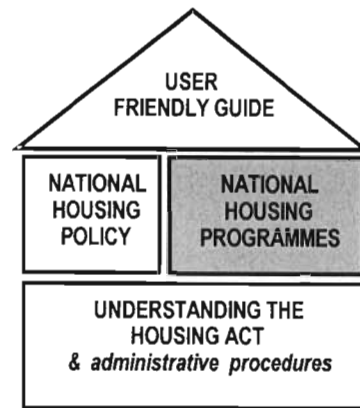 USER
FRIENDLY GUIDE
NATIONAL
HOUSING
POLICY
NATIONAL
HOUSING
PROGRAMMES
UNDERSTANDING THE
HOUSING ACT
& administrative procedures